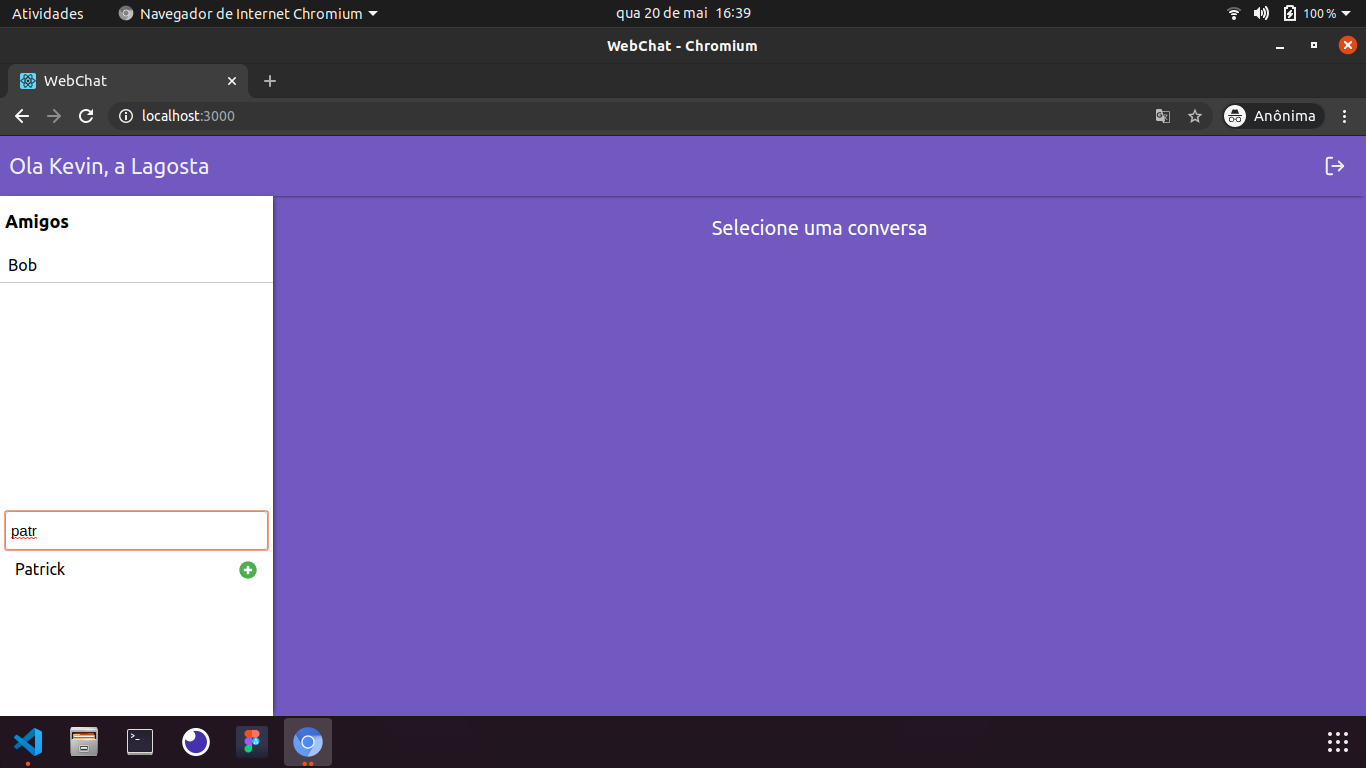 Atividades
Navegador de Internet Chromium
qua 20 de mai 16:39
100 %
WebChat - Chromium
WebChat
localhost:3000
Anônima
Ola Kevin, a Lagosta
Amigos
Selecione uma conversa
Bob
patr
Patrick